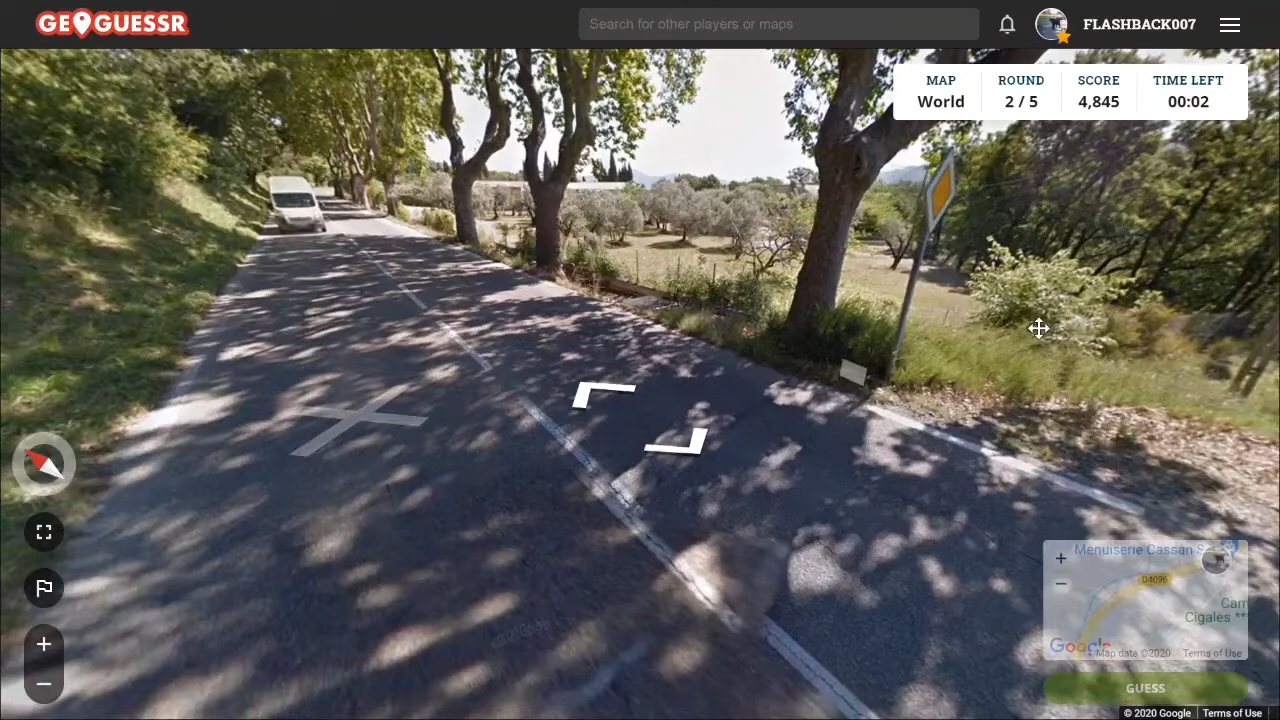 GEOGUESSR
Search for other players or maps
FLASHBACK007
MAP
World
ROUND
2 / 5
SCORE
4,845
TIME LEFT
00:02
+
−
Menuiserie Cassan S
D4096
Cam
Cigales ***
Google
Map data ©2020
Terms of Use
+
−
GUESS
© 2020 Google
Terms of Use